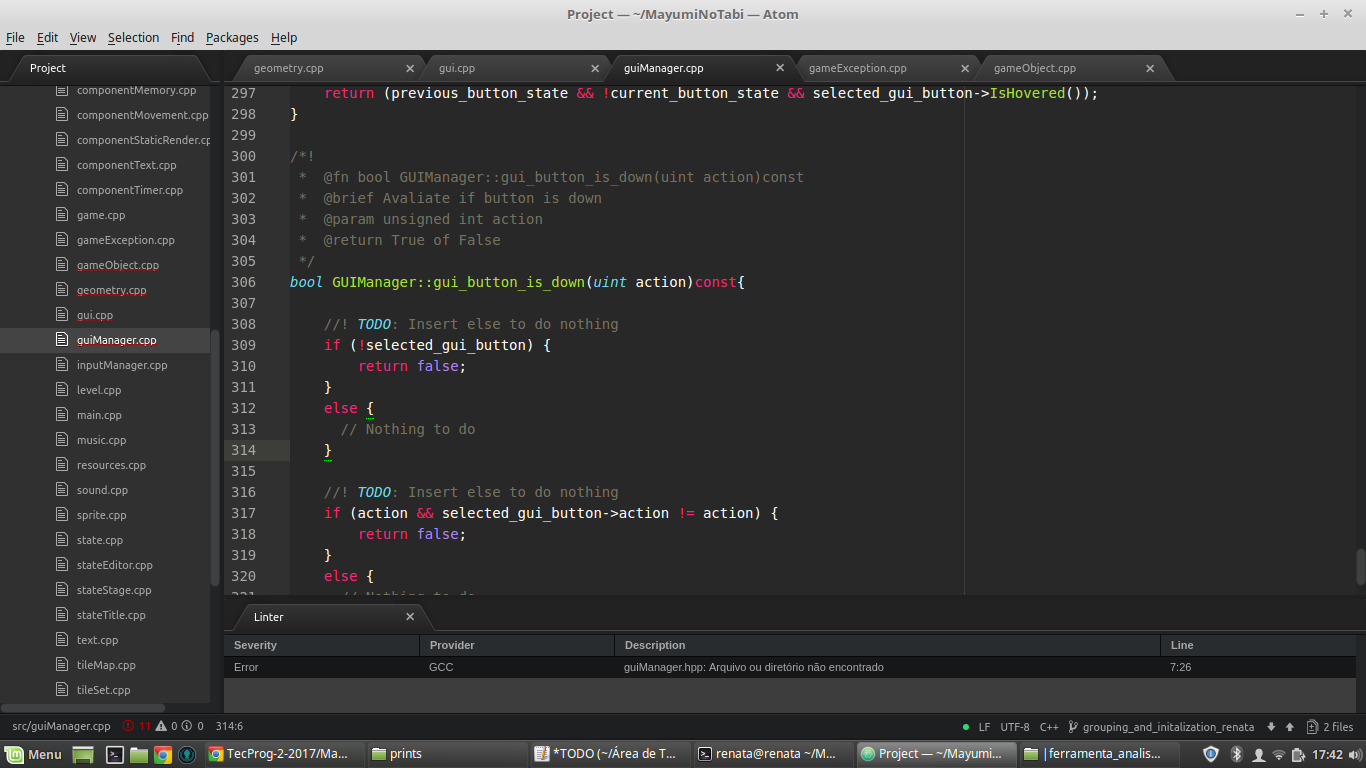 Project — ~/MayumiNoTabi — Atom
File Edit View Selection Find Packages Help
Project
geometry.cpp
gui.cpp
guiManager.cpp
gameException.cpp
gameObject.cpp
componentMemory.cpp
componentMovement.cpp
componentStaticRender.cp
componentText.cpp
componentTimer.cpp
game.cpp
gameException.cpp
gameObject.cpp
geometry.cpp
gui.cpp
guiManager.cpp
inputManager.cpp
level.cpp
main.cpp
music.cpp
resources.cpp
sound.cpp
sprite.cpp
state.cpp
stateEditor.cpp
stateStage.cpp
stateTitle.cpp
text.cpp
tileMap.cpp
tileSet.cpp
297 return (previous_button_state && !current_button_state && selected_gui_button->IsHovered());
298 }
299
300 /*!
301 * @fn bool GUIManager::gui_button_is_down(uint action)const
302 * @brief Avaliate if button is down
303 * @param unsigned int action
304 * @return True of False
305 */
306 bool GUIManager::gui_button_is_down(uint action)const{
307
308 //! TODO: Insert else to do nothing
309 if (!selected_gui_button) {
310 return false;
311 }
312 else {
313 // Nothing to do
314 }
315
316 //! TODO: Insert else to do nothing
317 if (action && selected_gui_button->action != action) {
318 return false;
319 }
320 else {
321 // Nothing to do
Linter
Severity Provider Description Line
Error GCC guiManager.hpp: Arquivo ou diretório não encontrado 7:26
src/guiManager.cpp 11 0 0 314:6 LF UTF-8 C++ grouping_and_initalization_renata 2 files
Menu TecProg-2-2017/Ma... prints *TODO (~/Área de T... renata@renata ~/M... Project — ~/Mayumi... |ferramenta_analis... 17:42